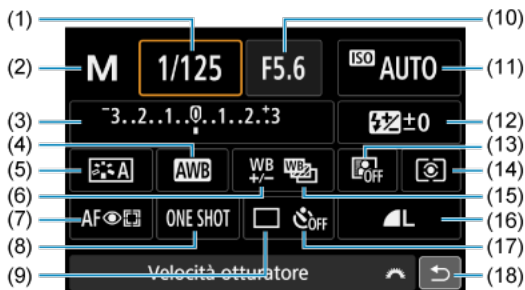 (1) (10)
(2) M 1/125 F5.6 ISO AUTO (11)
(3) -3..2..1..0..1..2.+3 ±0 (12)
(4) (13)
(5) A AWB WB +/- WB OFF (14)
(6) (15)
(7) AF ONE SHOT OFF L (16)
(8) (17)
(9) Velocità otturatore (18)